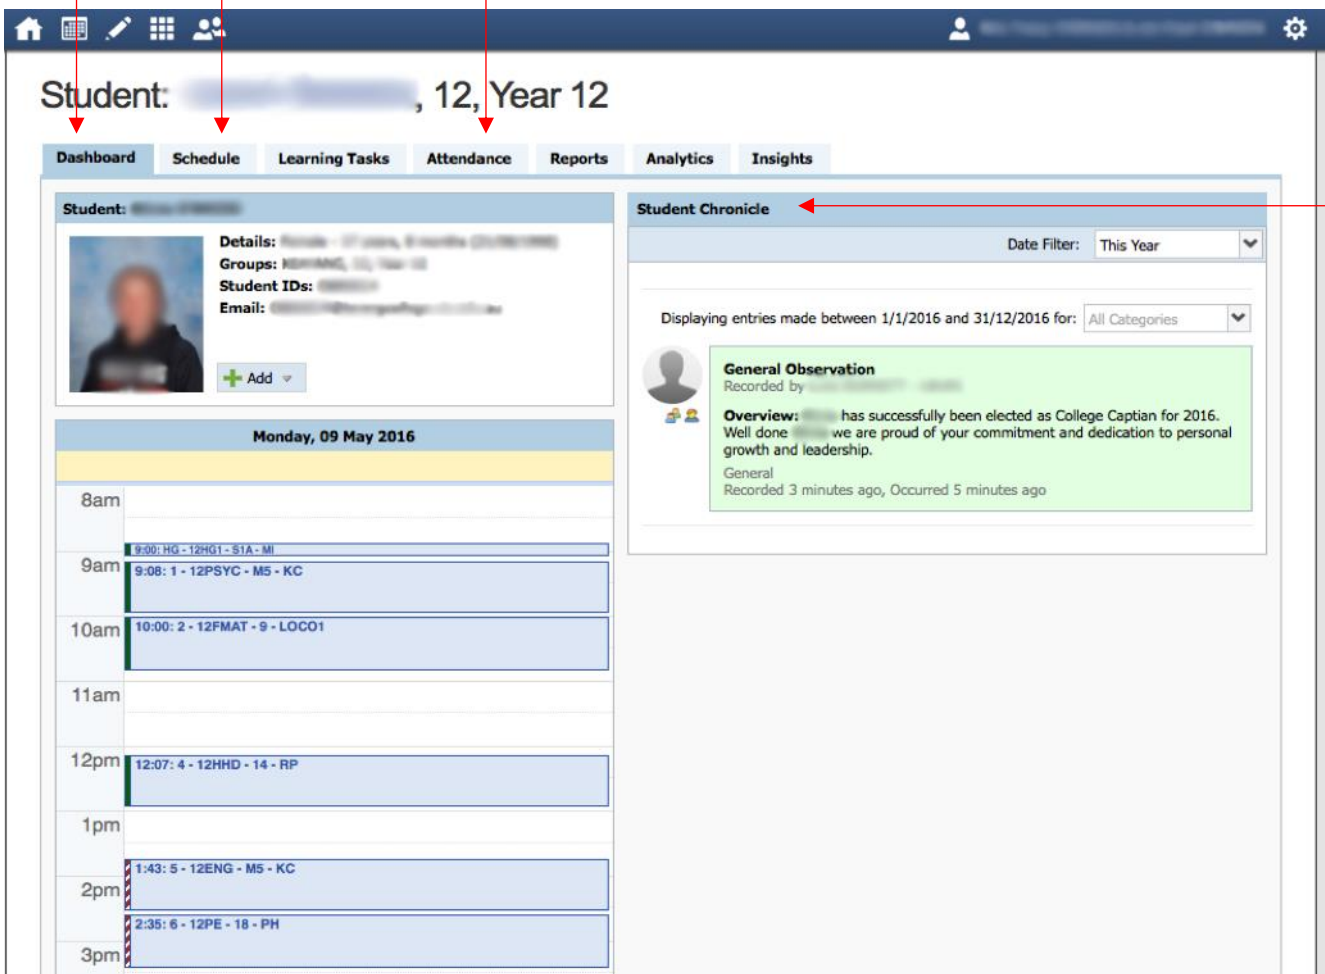 Student: , 12, Year 12
Dashboard Schedule Learning Tasks Attendance Reports Analytics Insights
Student:
Details:
Groups:
Student IDs:
Email:
Add
Monday, 09 May 2016
8am
9:00: HG - 12HG1 - S1A - MI
9am
9:08: 1 - 12PSYC - M5 - KC
10am
10:00: 2 - 12FMAT - 9 - LOCO1
11am
12pm
12:07: 4 - 12HHD - 14 - RP
1pm
1:43: 5 - 12ENG - M5 - KC
2pm
2:35: 6 - 12PE - 18 - PH
3pm
Student Chronicle
Date Filter: This Year
Displaying entries made between 1/1/2016 and 31/12/2016 for: All Categories
General Observation
Recorded by
Overview: has successfully been elected as College Captian for 2016.
Well done we are proud of your commitment and dedication to personal
growth and leadership.
General
Recorded 3 minutes ago, Occurred 5 minutes ago